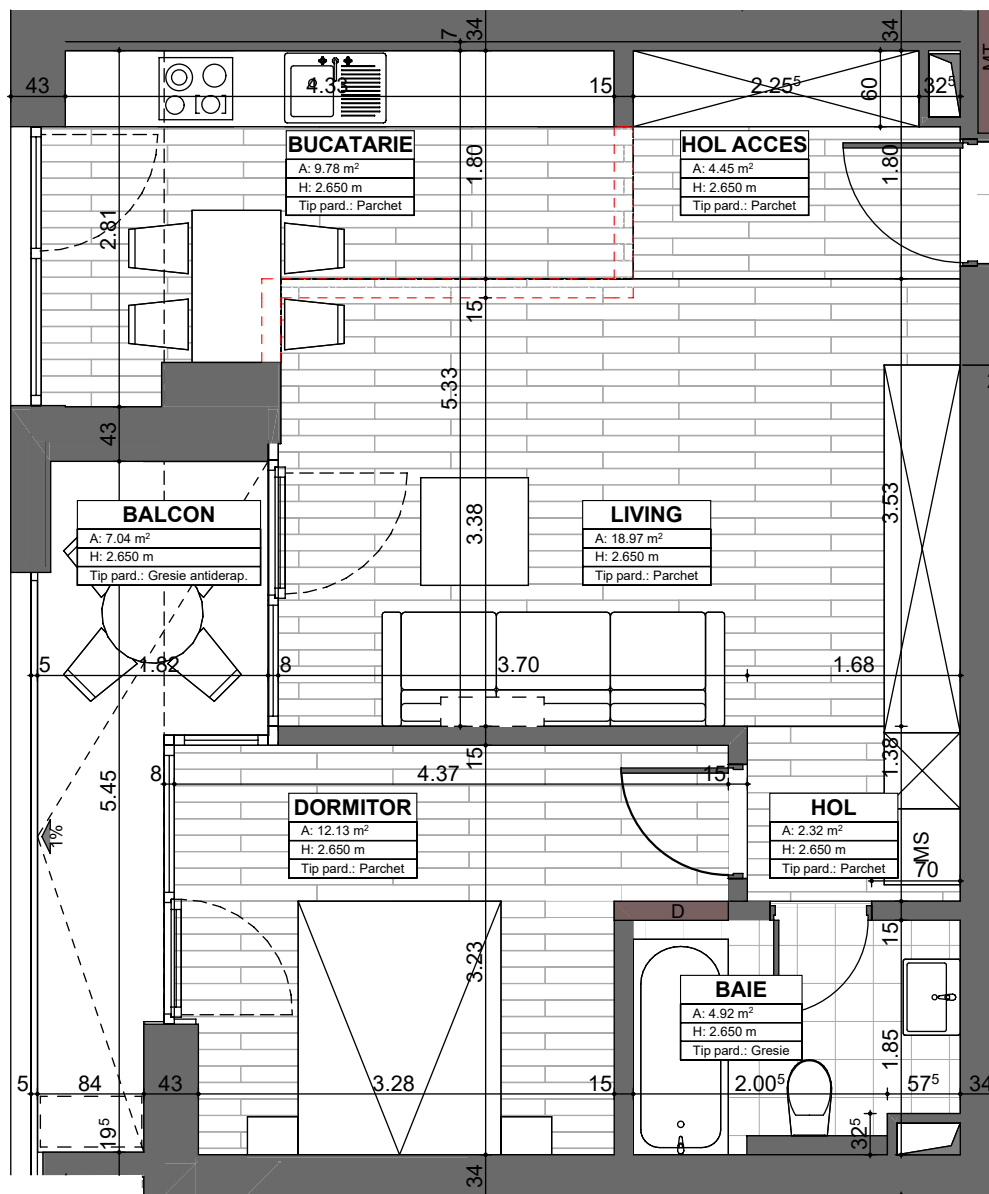 34
34
7
MT
43
4.33
15
2.25⁵
60
32⁵
BUCATARIE
A: 9.78 m²
H: 2.650 m
Tip pard.: Parchet
1.80
HOL ACCES
A: 4.45 m²
H: 2.650 m
Tip pard.: Parchet
1.80
2.81
15
5.33
43
BALCON
A: 7.04 m²
H: 2.650 m
Tip pard.: Gresie antiderap.
3.38
LIVING
A: 18.97 m²
H: 2.650 m
Tip pard.: Parchet
3.53
5
1.82
8
3.70
1.68
15
1.38
8
4.37
15
5.45
1%
DORMITOR
A: 12.13 m²
H: 2.650 m
Tip pard.: Parchet
HOL
A: 2.32 m²
H: 2.650 m
Tip pard.: Parchet
MS
70
D
15
3.23
BAIE
A: 4.92 m²
H: 2.650 m
Tip pard.: Gresie
1.85
5
84
43
3.28
15
2.00⁵
57⁵
34
19⁵
32⁵
34